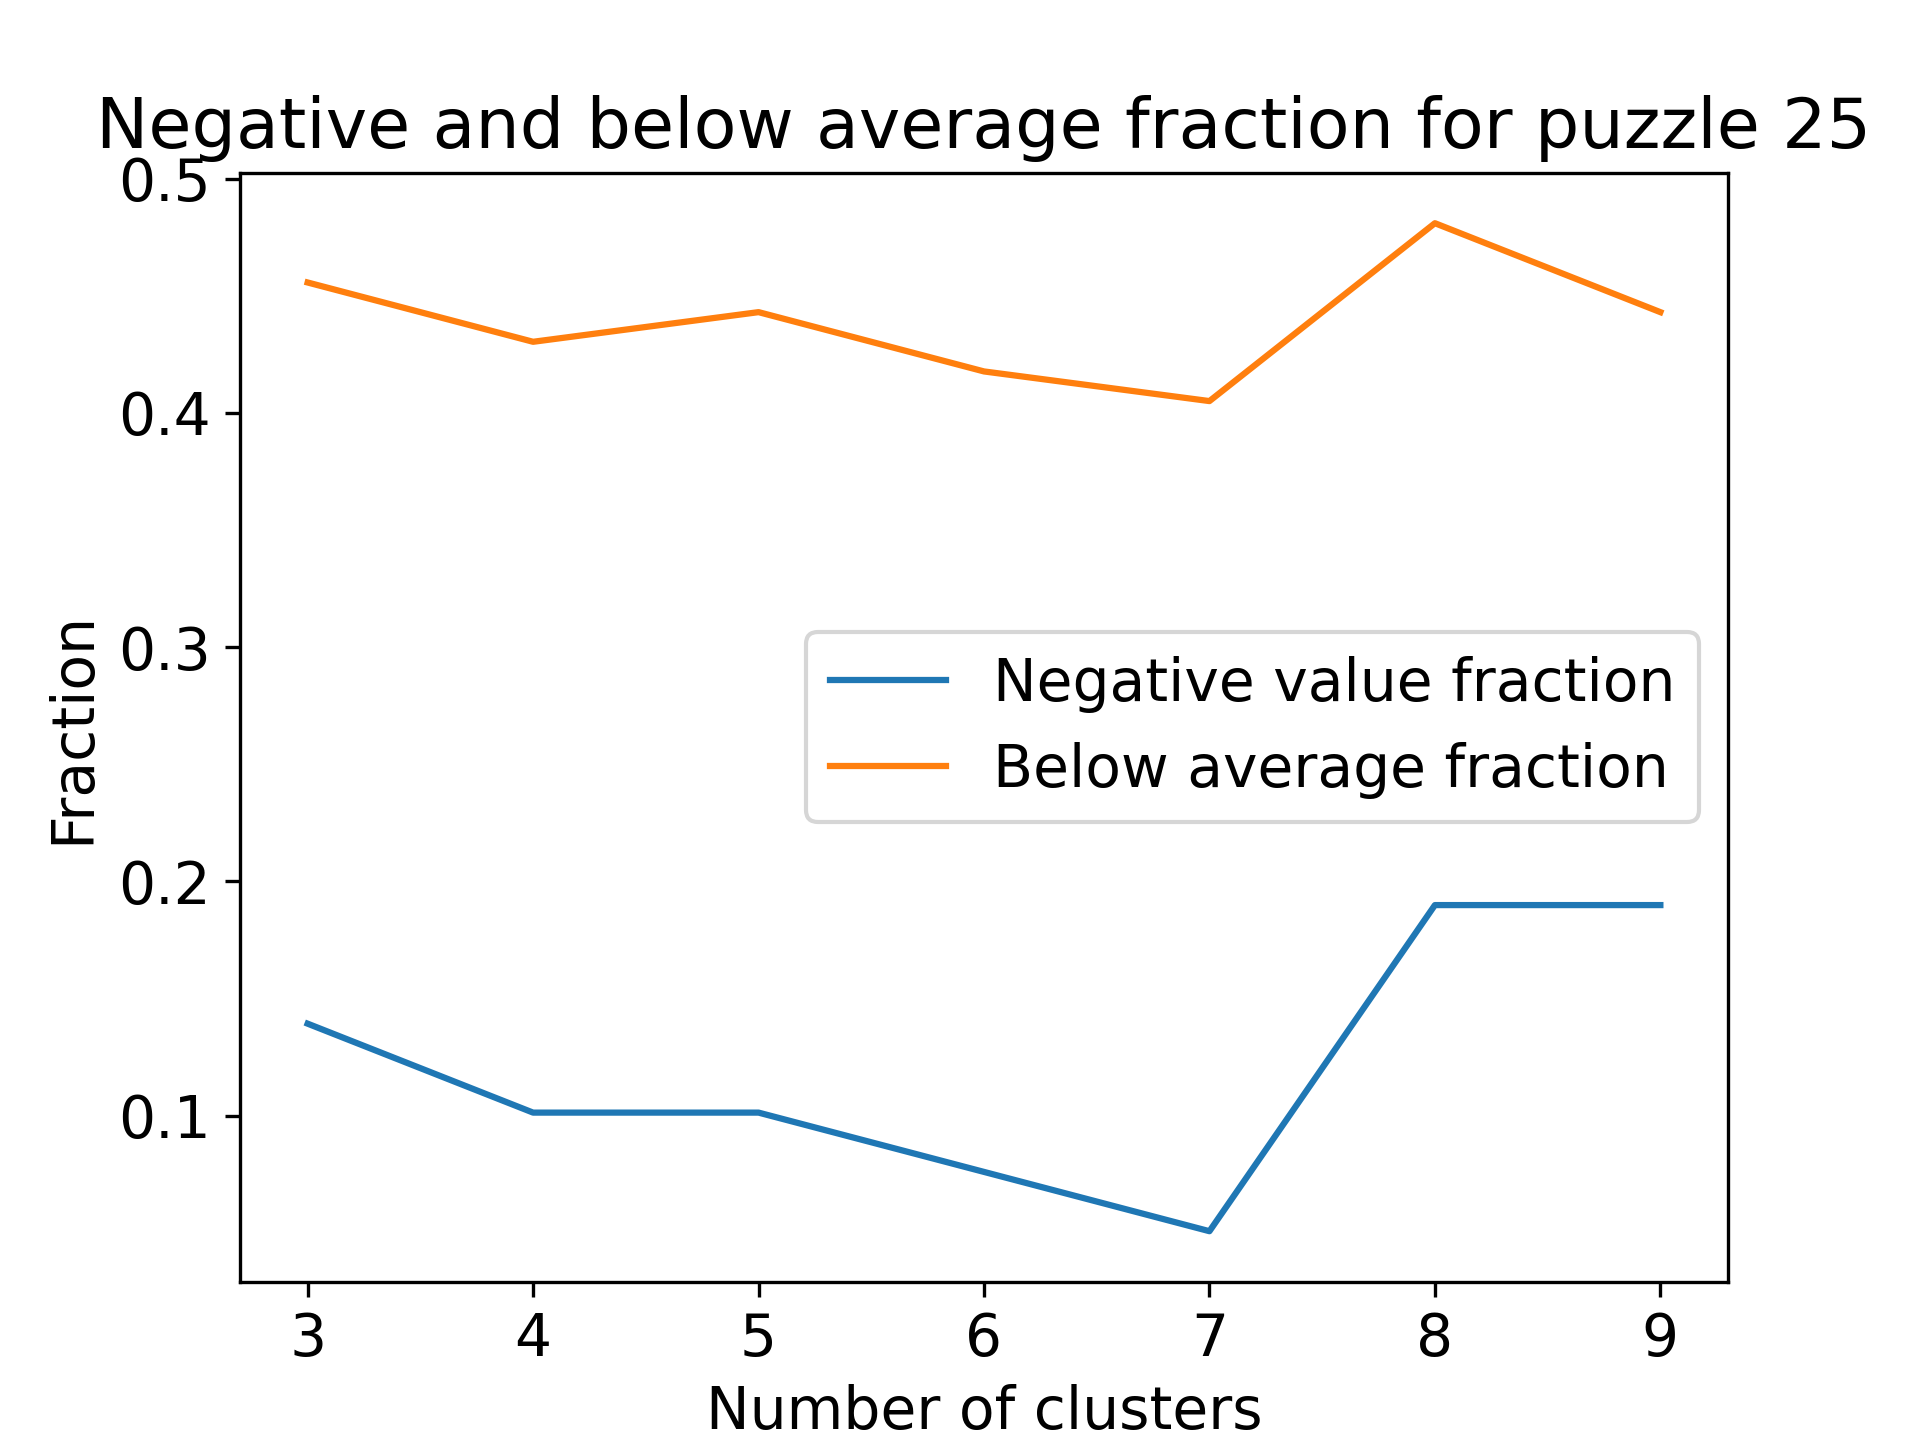 Negative and below average fraction for puzzle 25
0.5
0.4
0.3
0.2
0.1
Fraction
Negative value fraction
Below average fraction
3 4 5 6 7 8 9
Number of clusters